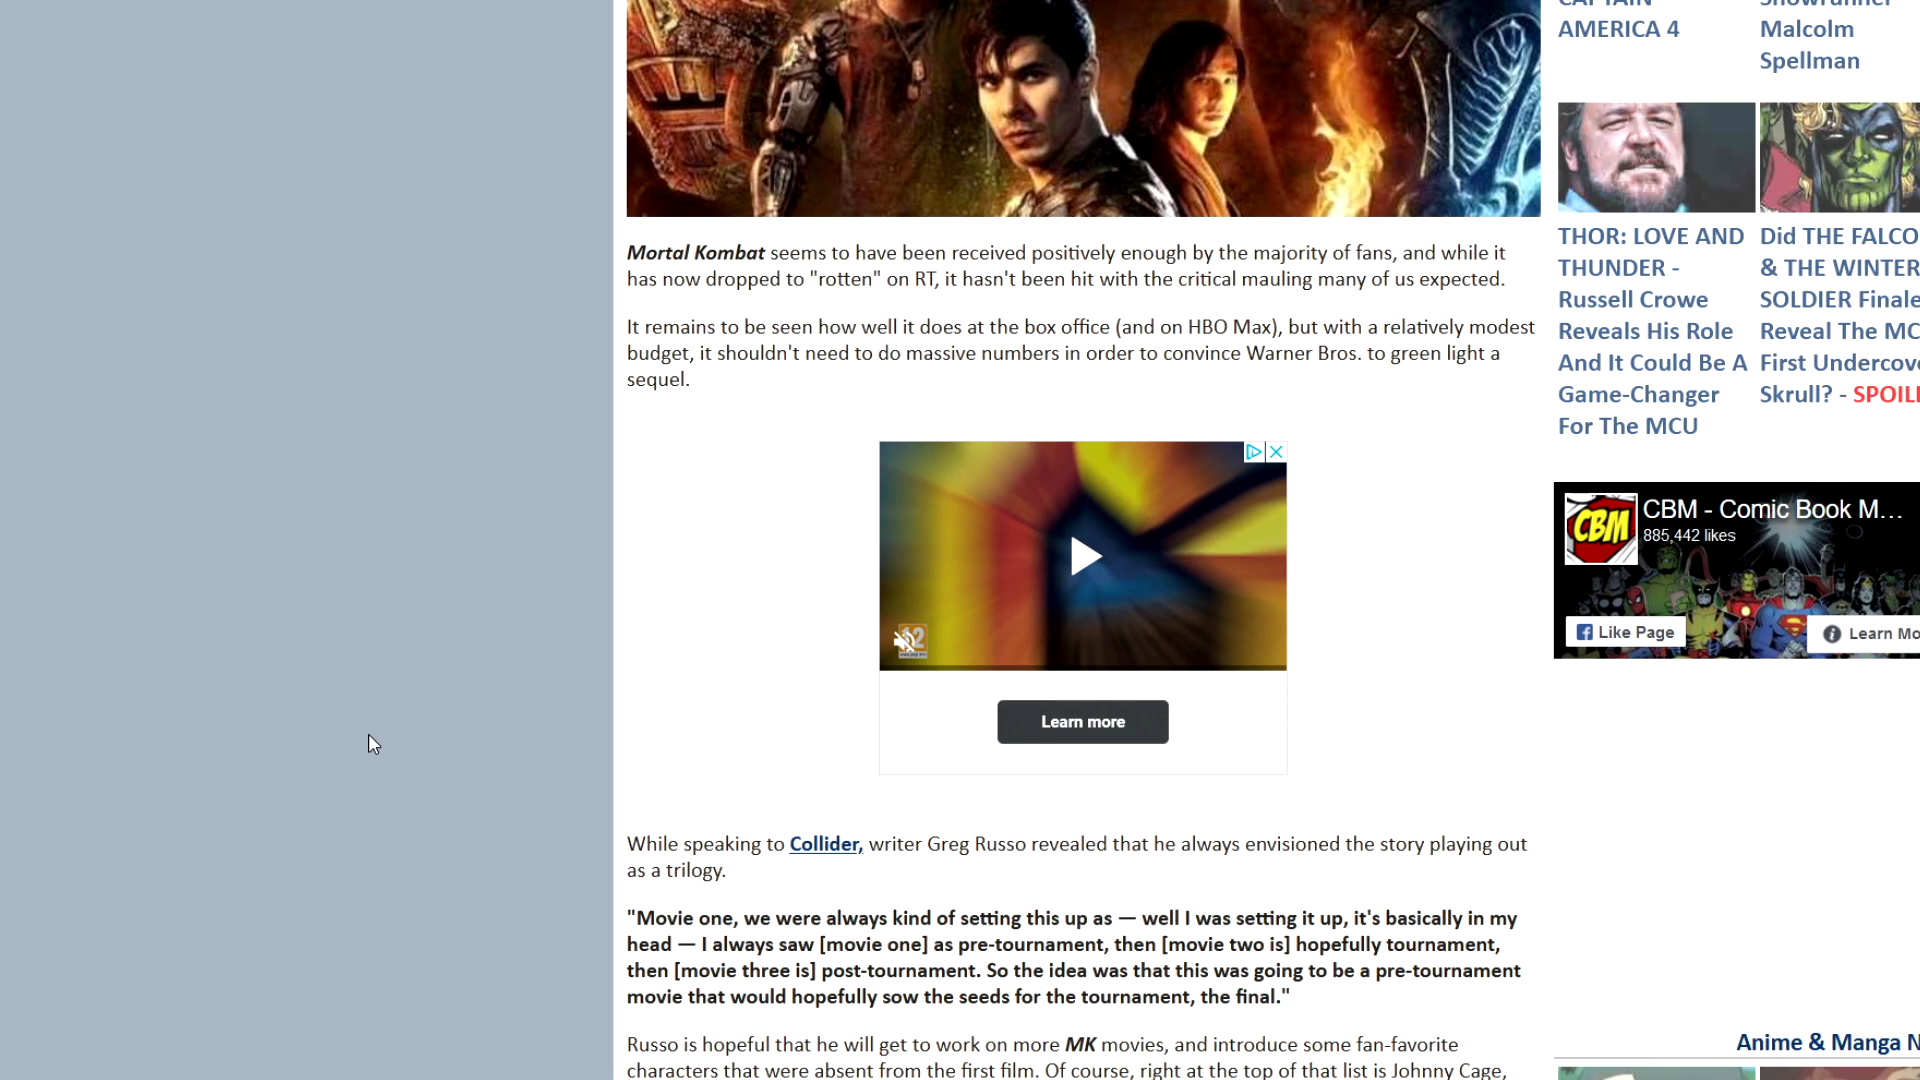 CAPTAIN
AMERICA 4
Showrunner
Malcolm
Spellman
Mortal Kombat seems to have been received positively enough by the majority of fans, and while it
has now dropped to "rotten" on RT, it hasn't been hit with the critical mauling many of us expected.
It remains to be seen how well it does at the box office (and on HBO Max), but with a relatively modest
budget, it shouldn't need to do massive numbers in order to convince Warner Bros. to green light a
sequel.
12
Learn more
While speaking to Collider, writer Greg Russo revealed that he always envisioned the story playing out
as a trilogy.
"Movie one, we were always kind of setting this up as — well I was setting it up, it's basically in my
head — I always saw [movie one] as pre-tournament, then [movie two is] hopefully tournament,
then [movie three is] post-tournament. So the idea was that this was going to be a pre-tournament
movie that would hopefully sow the seeds for the tournament, the final."
Russo is hopeful that he will get to work on more MK movies, and introduce some fan-favorite
characters that were absent from the first film. Of course, right at the top of that list is Johnny Cage,
THOR: LOVE AND
THUNDER -
Russell Crowe
Reveals His Role
And It Could Be A
Game-Changer
For The MCU
Did THE FALCO
& THE WINTER
SOLDIER Finale
Reveal The MC
First Undercove
Skrull? - SPOIL
CBM
CBM - Comic Book M...
885,442 likes
Like Page
Learn Mo
Anime & Manga N